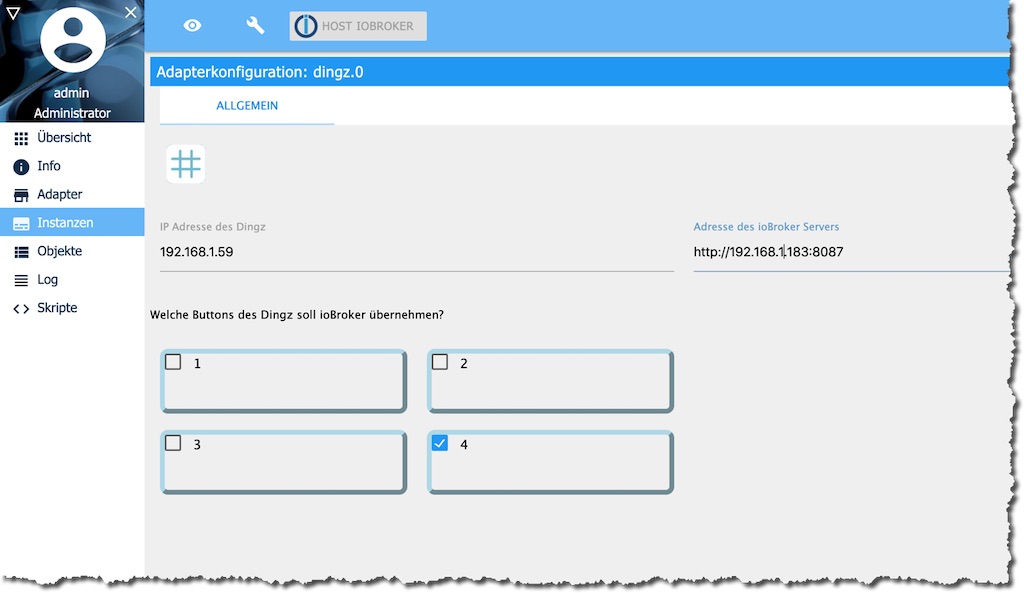 admin
Administrator
Übersicht
Info
Adapter
Instanzen
Objekte
Log
Skripte
HOST IOBROKER
Adapterkonfiguration: dingz.0
ALLGEMEIN
IP Adresse des Dingz
192.168.1.59
Adresse des ioBroker Servers
http://192.168.1.183:8087
Welche Buttons des Dingz soll ioBroker übernehmen?
1
2
3
4